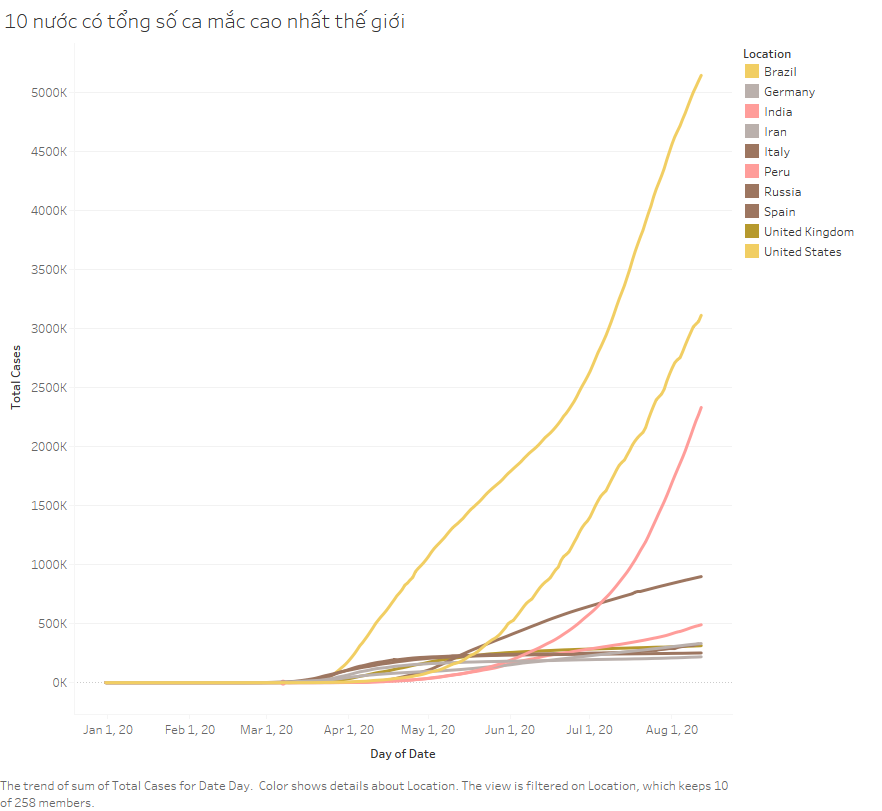 10 nước có tổng số ca mắc cao nhất thế giới
Location
Brazil
Germany
India
Iran
Italy
Peru
Russia
Spain
United Kingdom
United States
5000K
4500K
4000K
3500K
3000K
2500K
2000K
1500K
1000K
500K
0K
Total Cases
Jan 1, 20
Feb 1, 20
Mar 1, 20
Apr 1, 20
May 1, 20
Jun 1, 20
Jul 1, 20
Aug 1, 20
Day of Date
The trend of sum of Total Cases for Date Day.  Color shows details about Location. The view is filtered on Location, which keeps 10
of 258 members.